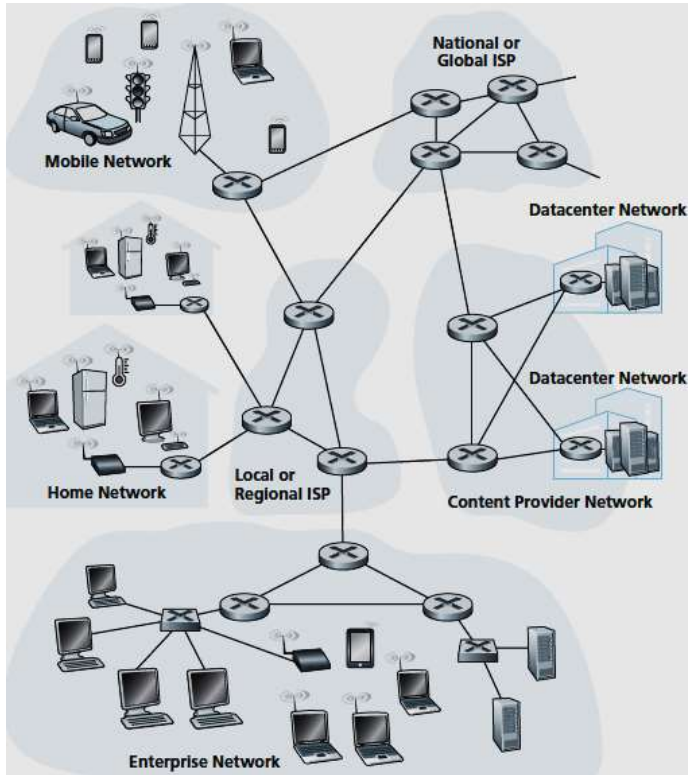 National or
Global ISP
Mobile Network
Datacenter Network
Datacenter Network
Home Network
Local or
Regional ISP
Content Provider Network
Enterprise Network